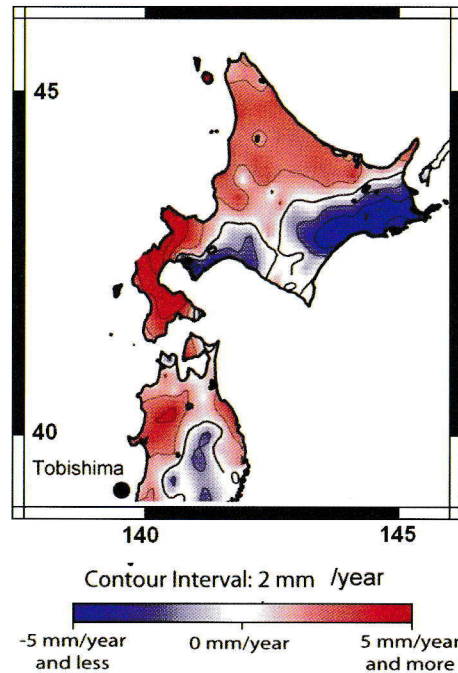 45
40
Tobishima
140 145
Contour Interval: 2 mm /year
-5 mm/year 0 mm/year 5 mm/year
and less and more